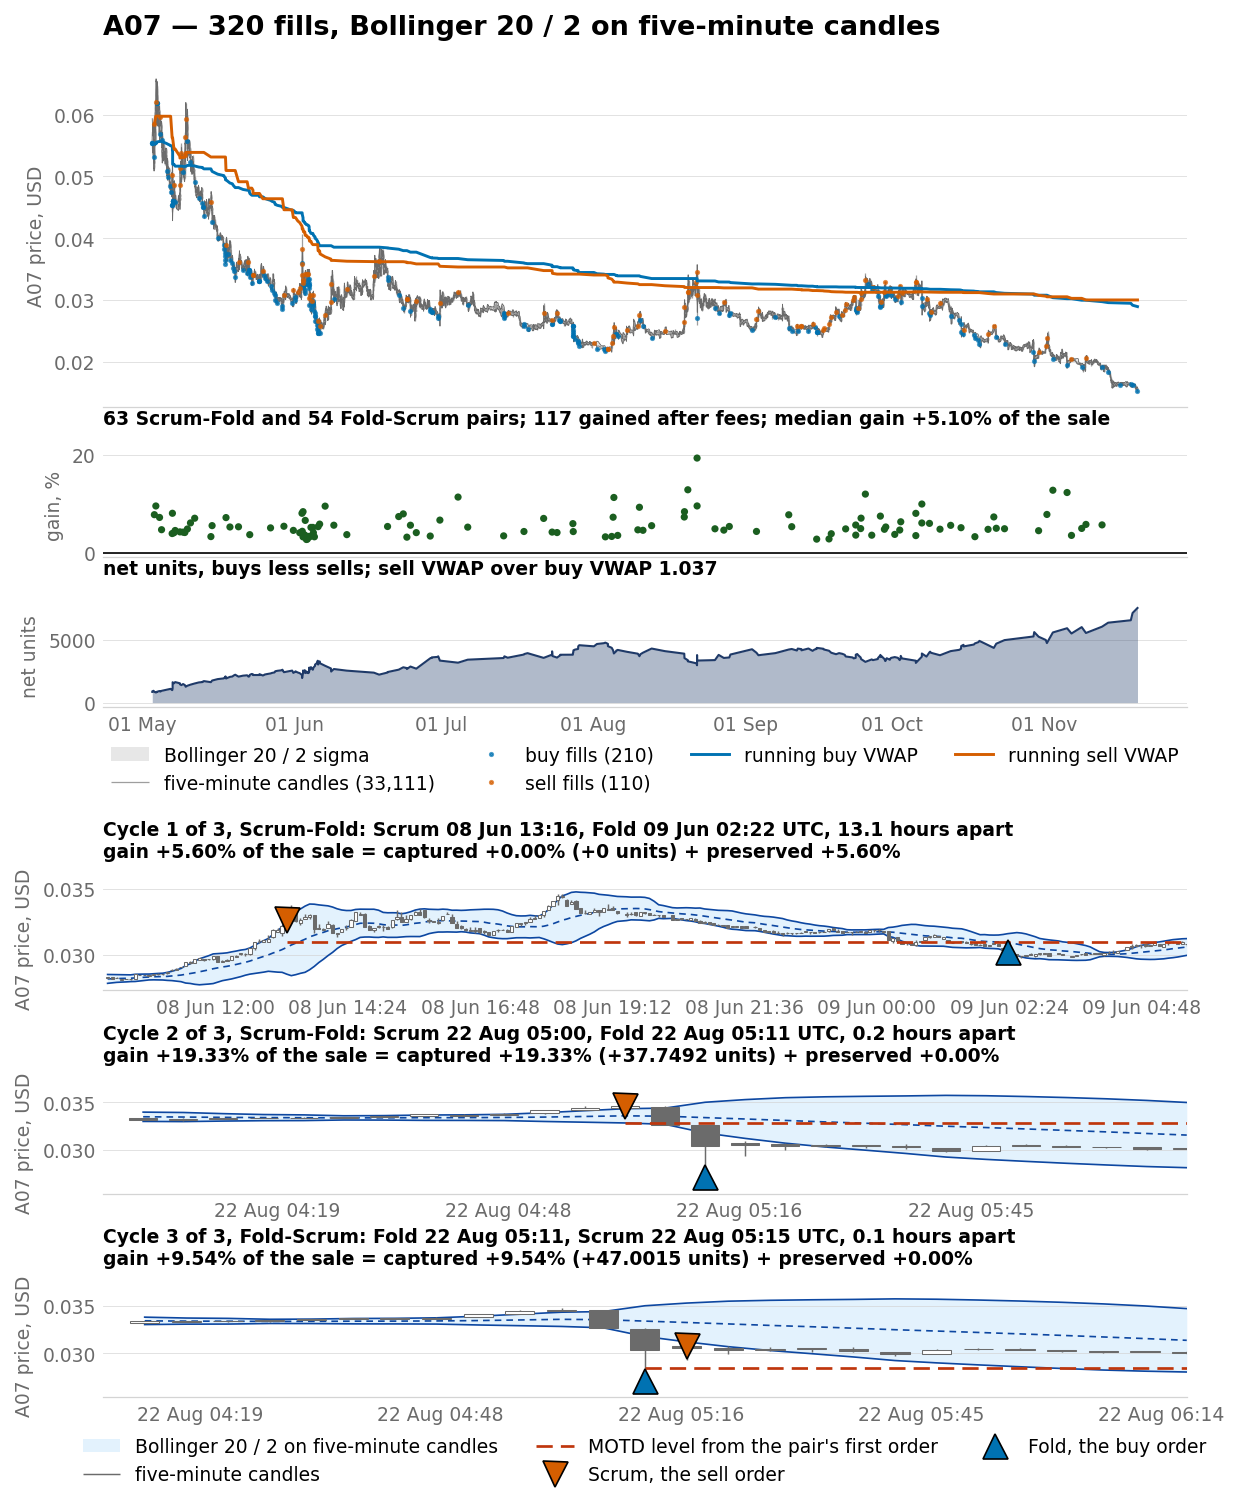 A07 — 320 fills, Bollinger 20 / 2 on five-minute candles
A07 price, USD
0.06
0.05
0.04
0.03
0.02
63 Scrum-Fold and 54 Fold-Scrum pairs; 117 gained after fees; median gain +5.10% of the sale
gain, %
20
0
net units, buys less sells; sell VWAP over buy VWAP 1.037
net units
5000
0
01 May 01 Jun 01 Jul 01 Aug 01 Sep 01 Oct 01 Nov
Bollinger 20 / 2 sigma buy fills (210) running buy VWAP running sell VWAP
five-minute candles (33,111) sell fills (110)
Cycle 1 of 3, Scrum-Fold: Scrum 08 Jun 13:16, Fold 09 Jun 02:22 UTC, 13.1 hours apart
gain +5.60% of the sale = captured +0.00% (+0 units) + preserved +5.60%
A07 price, USD
0.035
0.030
08 Jun 12:00 08 Jun 14:24 08 Jun 16:48 08 Jun 19:12 08 Jun 21:36 09 Jun 00:00 09 Jun 02:24 09 Jun 04:48
Cycle 2 of 3, Scrum-Fold: Scrum 22 Aug 05:00, Fold 22 Aug 05:11 UTC, 0.2 hours apart
gain +19.33% of the sale = captured +19.33% (+37.7492 units) + preserved +0.00%
A07 price, USD
0.035
0.030
22 Aug 04:19 22 Aug 04:48 22 Aug 05:16 22 Aug 05:45
Cycle 3 of 3, Fold-Scrum: Fold 22 Aug 05:11, Scrum 22 Aug 05:15 UTC, 0.1 hours apart
gain +9.54% of the sale = captured +9.54% (+47.0015 units) + preserved +0.00%
A07 price, USD
0.035
0.030
22 Aug 04:19 22 Aug 04:48 22 Aug 05:16 22 Aug 05:45 22 Aug 06:14
Bollinger 20 / 2 on five-minute candles MOTD level from the pair's first order Fold, the buy order
five-minute candles Scrum, the sell order